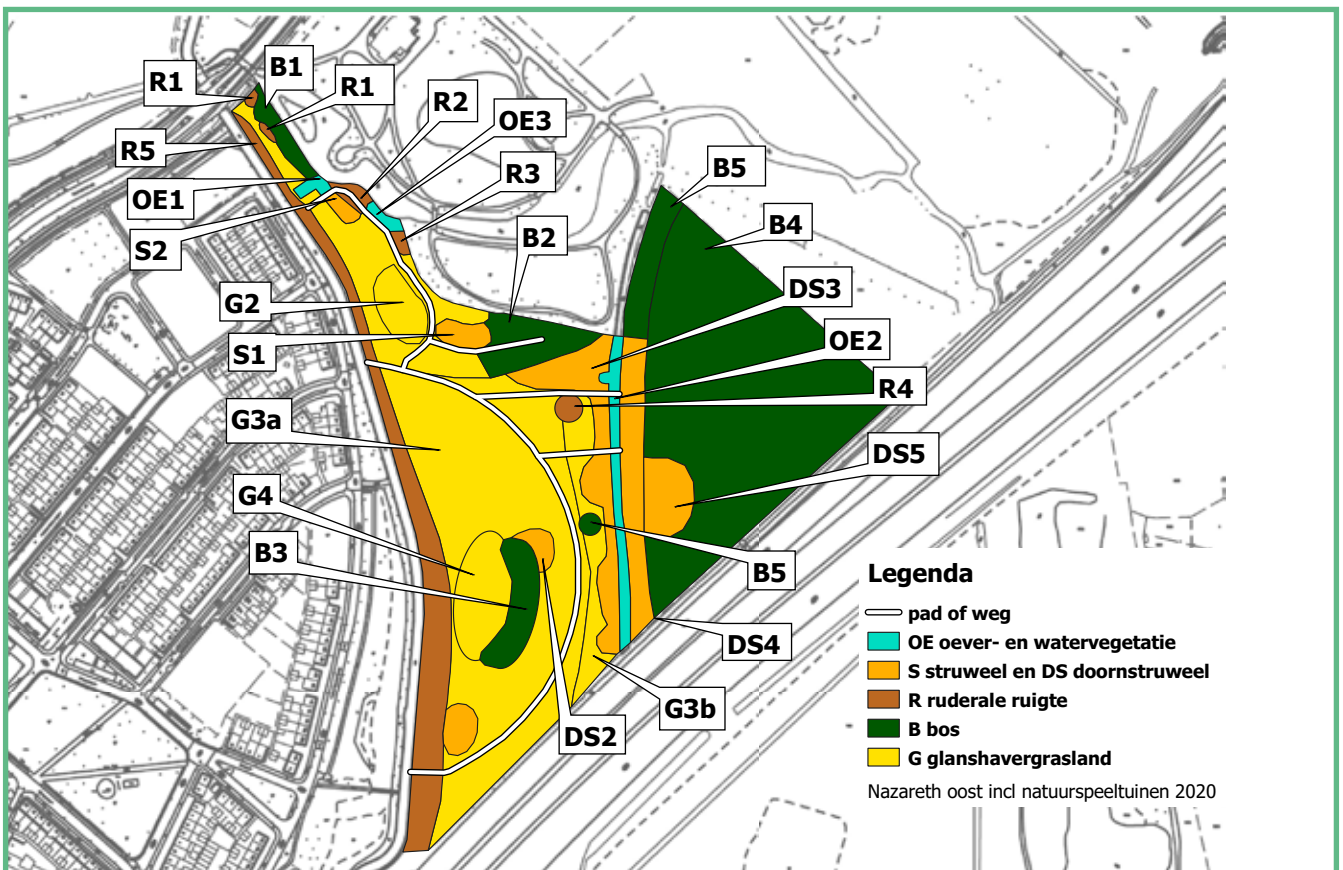 B1
R1
R1
R2
OE3
R5
R3
B5
OE1
B4
B2
S2
DS3
G2
OE2
S1
R4
G3a
DS5
G4
B3
B5
DS4
G3b
DS2
Legenda
pad of weg
OE oever- en watervegetatie
S struweel en DS doornstruweel
R ruderale ruigte
B bos
G glanshavergrasland
Nazareth oost incl natuurspeeltuinen 2020